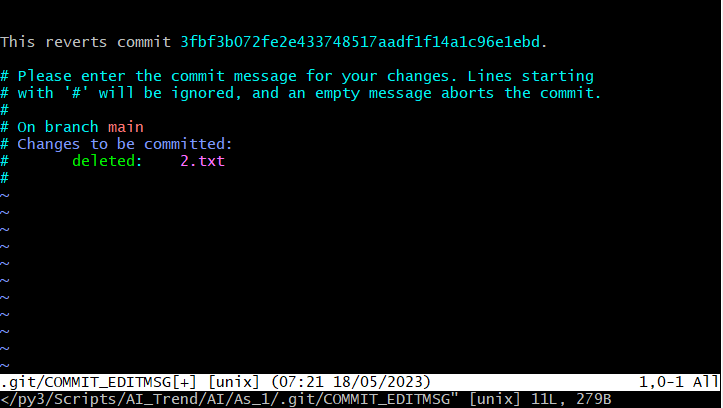 This reverts commit 3fbf3b072fe2e433748517aadf1f14a1c96e1ebd.
# Please enter the commit message for your changes. Lines starting
# with '#' will be ignored, and an empty message aborts the commit.
#
# On branch main
# Changes to be committed:
#       deleted:    2.txt
#
~
~
~
~
~
~
~
~
~
~
~
.git/COMMIT_EDITMSG[+] [unix] (07:21 18/05/2023) 1,0-1 All
</py3/Scripts/AI_Trend/AI/As_1/.git/COMMIT_EDITMSG" [unix] 11L, 279B